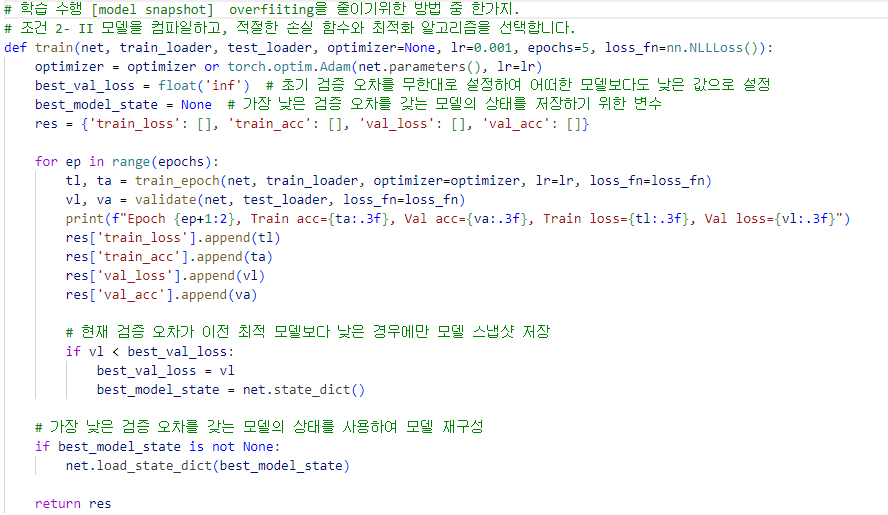 # 학습 수행 [model snapshot]  overfiiting을 줄이기위한 방법 중 한가지.
# 조건 2- II 모델을 컴파일하고, 적절한 손실 함수와 최적화 알고리즘을 선택합니다.
def train(net, train_loader, test_loader, optimizer=None, lr=0.001, epochs=5, loss_fn=nn.NLLLoss()):
    optimizer = optimizer or torch.optim.Adam(net.parameters(), lr=lr)
    best_val_loss = float('inf')  # 초기 검증 오차를 무한대로 설정하여 어떠한 모델보다도 낮은 값으로 설정
    best_model_state = None  # 가장 낮은 검증 오차를 갖는 모델의 상태를 저장하기 위한 변수
    res = {'train_loss': [], 'train_acc': [], 'val_loss': [], 'val_acc': []}

    for ep in range(epochs):
        tl, ta = train_epoch(net, train_loader, optimizer=optimizer, lr=lr, loss_fn=loss_fn)
        vl, va = validate(net, test_loader, loss_fn=loss_fn)
        print(f"Epoch {ep+1:2}, Train acc={ta:.3f}, Val acc={va:.3f}, Train loss={tl:.3f}, Val loss={vl:.3f}")
        res['train_loss'].append(tl)
        res['train_acc'].append(ta)
        res['val_loss'].append(vl)
        res['val_acc'].append(va)

        # 현재 검증 오차가 이전 최적 모델보다 낮은 경우에만 모델 스냅샷 저장
        if vl < best_val_loss:
            best_val_loss = vl
            best_model_state = net.state_dict()

    # 가장 낮은 검증 오차를 갖는 모델의 상태를 사용하여 모델 재구성
    if best_model_state is not None:
        net.load_state_dict(best_model_state)

    return res